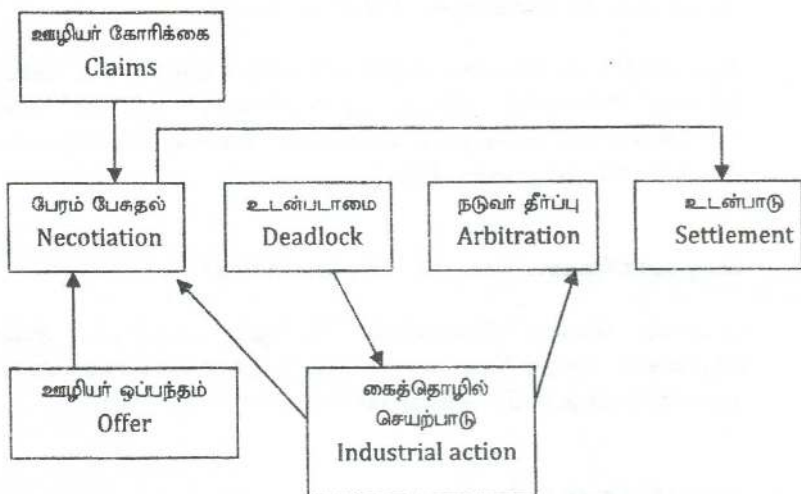 ஊழியர் கோரிக்கை
Claims
பேரம் பேசுதல்
Necotiation
உடன்படாமை
Deadlock
நடுவர் தீர்ப்பு
Arbitration
உடன்பாடு
Settlement
ஊழியர் ஒப்பந்தம்
Offer
கைத்தொழில்
செயற்பாடு
Industrial action